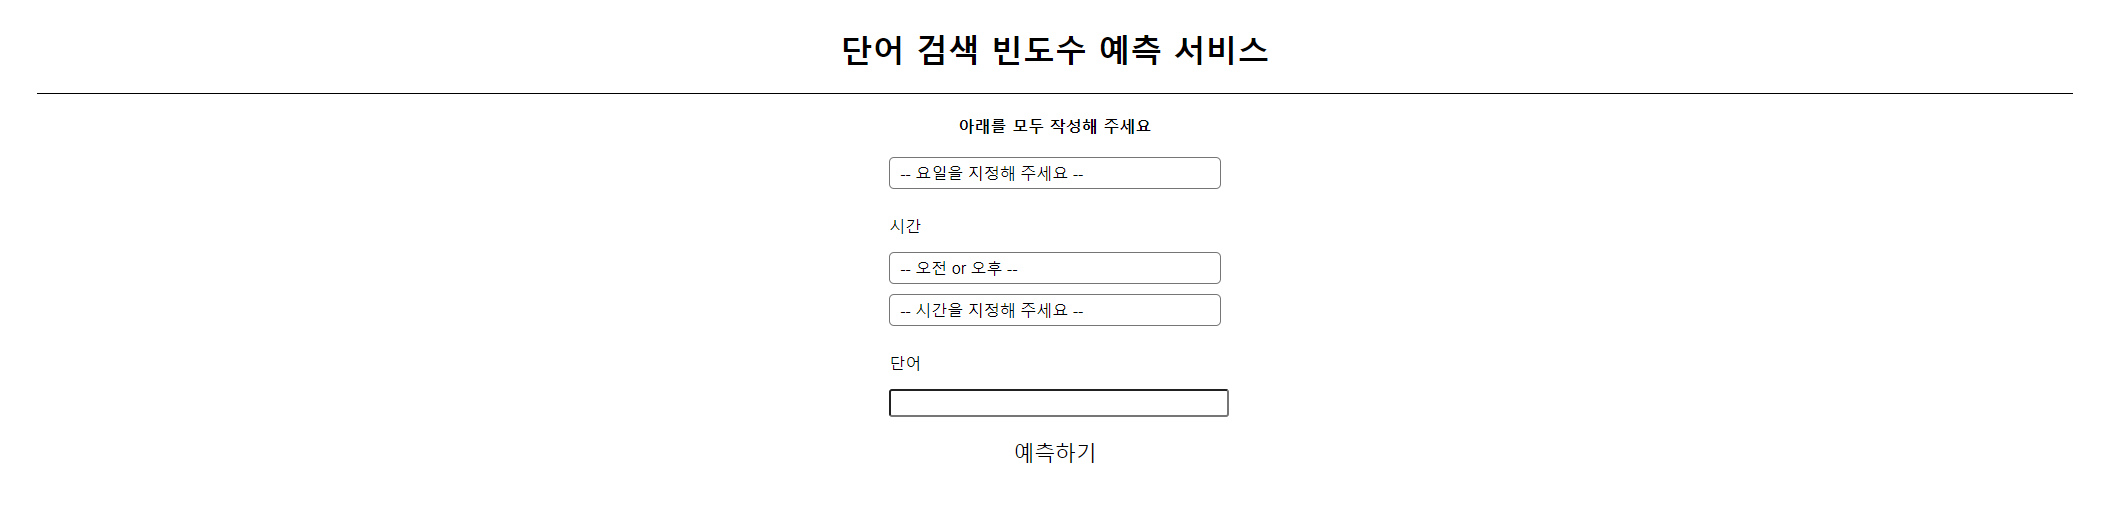 단어 검색 빈도수 예측 서비스
아래를 모두 작성해 주세요
-- 요일을 지정해 주세요 --
시간
-- 오전 or 오후 --
-- 시간을 지정해 주세요 --
단어
예측하기